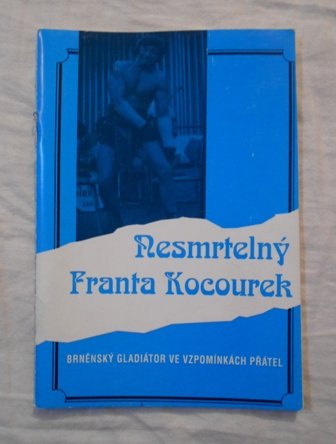 Nesmrtelný
Franta Kocourek
BRNĚNSKÝ GLADIÁTOR VE VZPOMÍNKÁCH PŘÁTEL